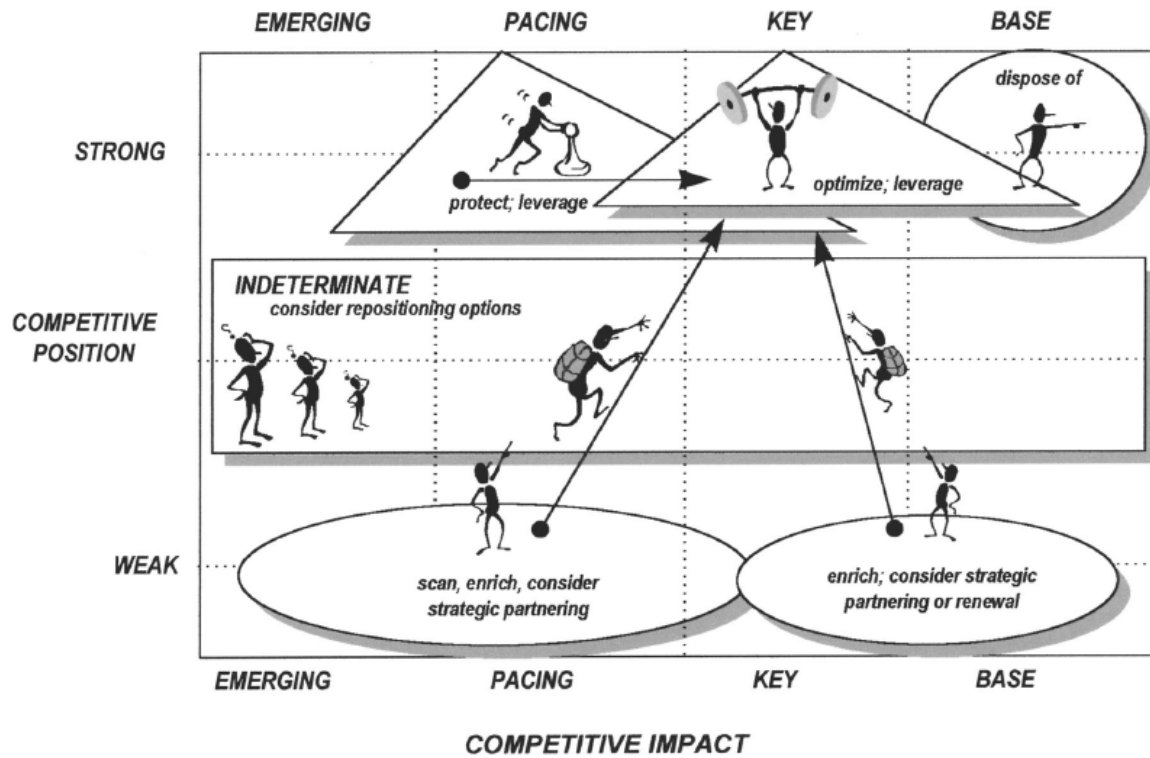 EMERGING PACING KEY BASE
dispose of
STRONG
optimize; leverage
protect; leverage
INDETERMINATE
consider repositioning options
COMPETITIVE
POSITION
WEAK
scan, enrich, consider
strategic partnering
enrich; consider strategic
partnering or renewal
EMERGING PACING KEY BASE
COMPETITIVE IMPACT